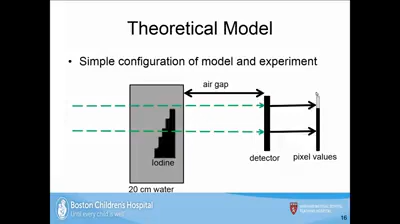 Theoretical Model
• Simple configuration of model and experiment
air gap
Iodine
detector
pixel values
20 cm water
Boston Children's Hospital
Until every child is well
16